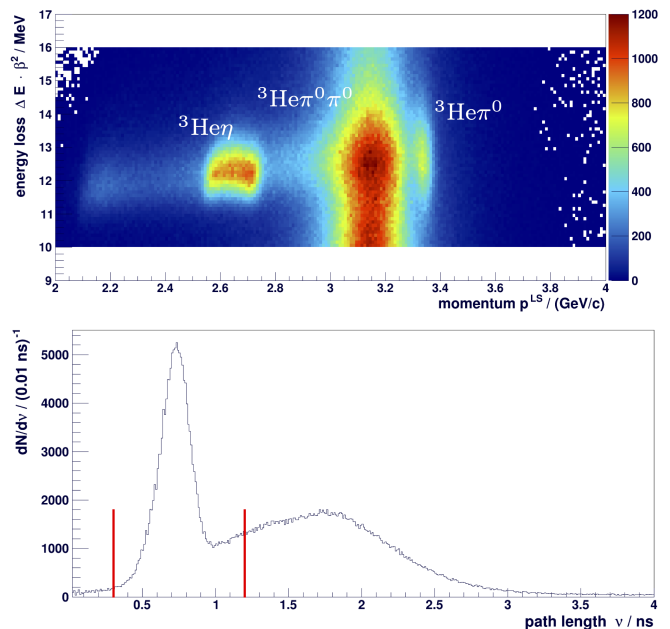 17
16
15
14
13
12
11
10
9
energy loss Δ E · β² / MeV
³Heη
³Heπ⁰π⁰
³Heπ⁰
1200
1000
800
600
400
200
0
2 2.2 2.4 2.6 2.8 3 3.2 3.4 3.6 3.8 4
momentum p^LS / (GeV/c)
dN/dν / (0.01 ns)⁻¹
5000
4000
3000
2000
1000
0
0.5 1 1.5 2 2.5 3 3.5 4
path length ν / ns